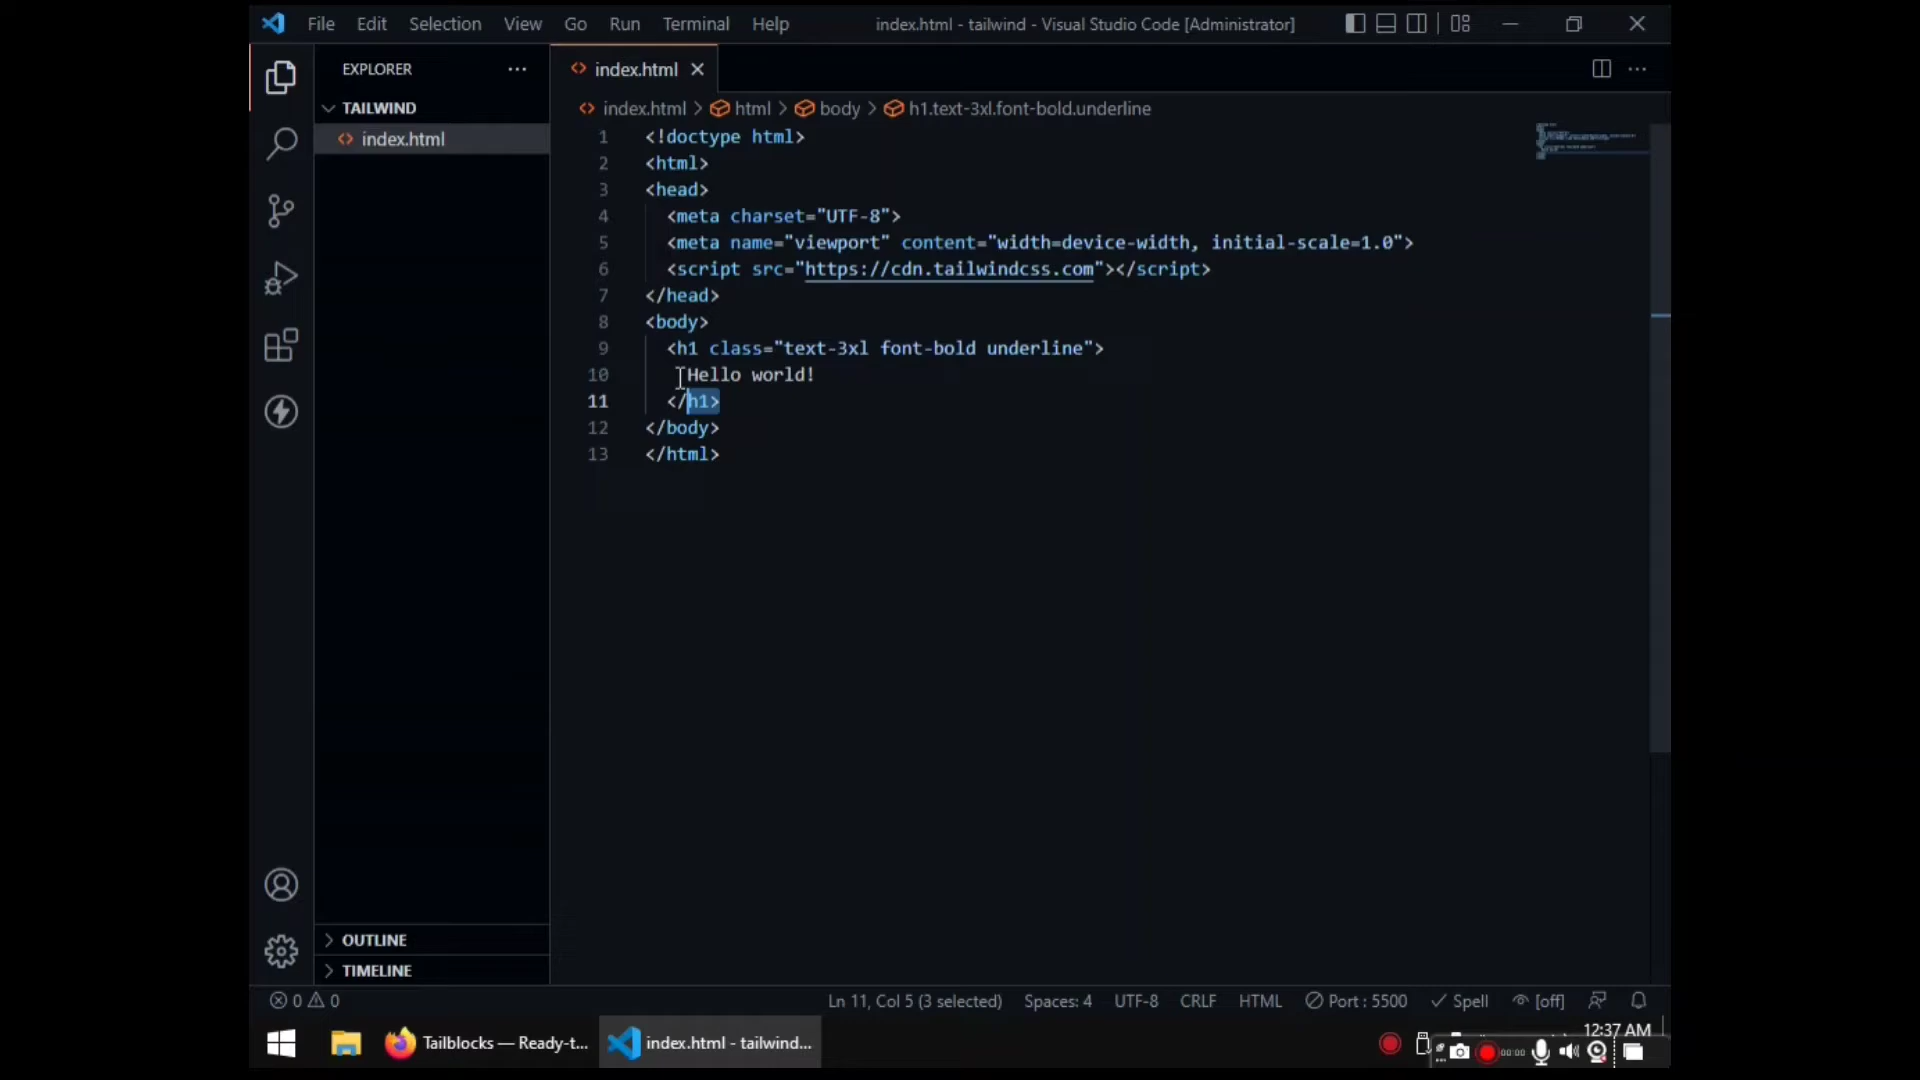 File Edit Selection View Go Run Terminal Help index.html - tailwind - Visual Studio Code [Administrator]
EXPLORER
TAILWIND
index.html
OUTLINE
TIMELINE
index.html
index.html > html > body > h1.text-3xl.font-bold.underline
1 <!doctype html>
2 <html>
3 <head>
4 <meta charset="UTF-8">
5 <meta name="viewport" content="width=device-width, initial-scale=1.0">
6 <script src="https://cdn.tailwindcss.com"></script>
7 </head>
8 <body>
9 <h1 class="text-3xl font-bold underline">
10 Hello world!
11 </h1>
12 </body>
13 </html>
0 0 Ln 11, Col 5 (3 selected) Spaces: 4 UTF-8 CRLF HTML Port : 5500 Spell [off]
Tailblocks — Ready-t... index.html - tailwind... 12:37 AM
00:00